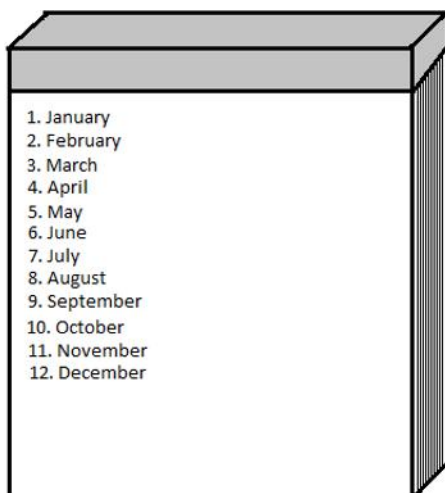 1. January
2. February
3. March
4. April
5. May
6. June
7. July
8. August
9. September
10. October
11. November
12. December